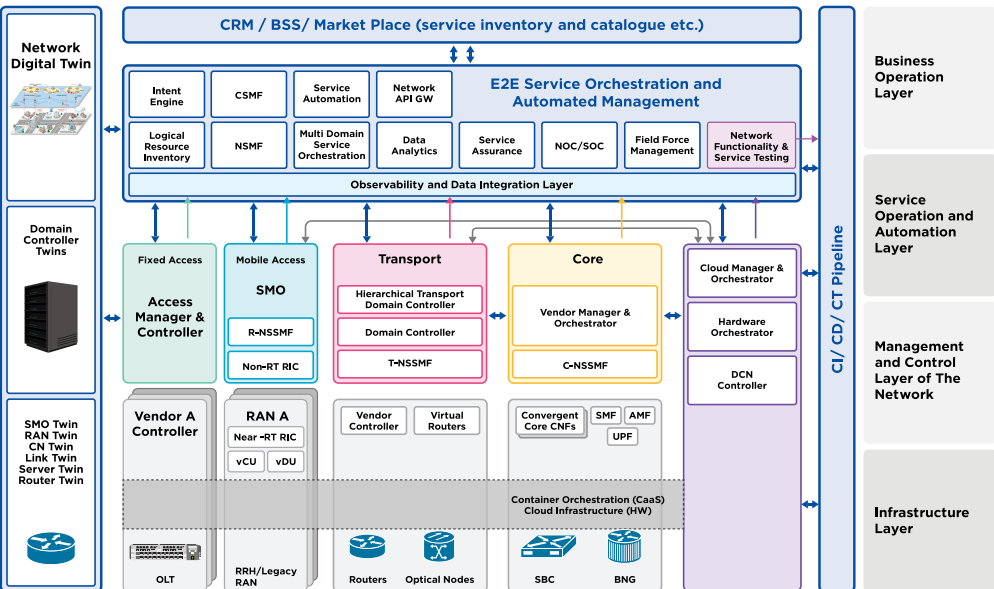 Network
Digital Twin
Domain
Controller
Twins
SMO Twin
RAN Twin
CN Twin
Link Twin
Server Twin
Router Twin
CRM / BSS/ Market Place (service inventory and catalogue etc.)
E2E Service Orchestration and
Automated Management
Intent
Engine
CSMF
Service
Automation
Network
API GW
Logical
Resource
Inventory
NSMF
Multi Domain
Service
Orchestration
Data
Analytics
Service
Assurance
NOC/SOC
Field Force
Management
Network
Functionality &
Service Testing
Observability and Data Integration Layer
Fixed Access
Access
Manager &
Controller
Mobile Access
SMO
R-NSSMF
Non-RT RIC
Transport
Hierarchical Transport
Domain Controller
Domain Controller
T-NSSMF
Core
Vendor Manager &
Orchestrator
C-NSSMF
Cloud Manager &
Orchestrator
Hardware
Orchestrator
DCN
Controller
Vendor A
Controller
RAN A
Near -RT RIC
vCU
vDU
Vendor
Controller
Virtual
Routers
Convergent
Core CNFs
SMF
AMF
UPF
Container Orchestration (CaaS)
Cloud Infrastructure (HW)
OLT
RRH/Legacy
RAN
Routers
Optical Nodes
SBC
BNG
CI/ CD/ CT Pipeline
Business
Operation
Layer
Service
Operation and
Automation
Layer
Management
and Control
Layer of The
Network
Infrastructure
Layer